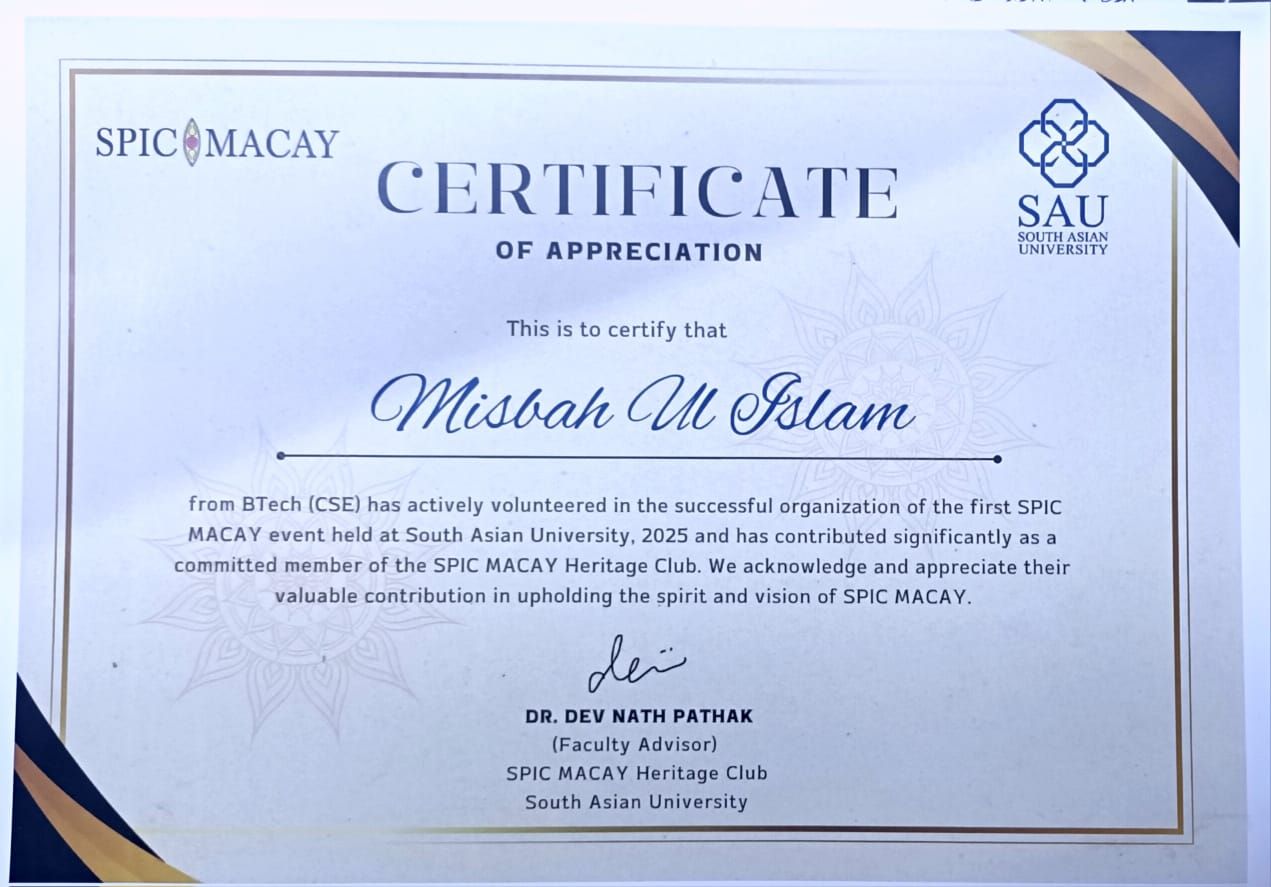 SPIC MACAY
CERTIFICATE
OF APPRECIATION
SAU
SOUTH ASIAN
UNIVERSITY
This is to certify that
Misbah Ul Islam
from BTech (CSE) has actively volunteered in the successful organization of the first SPIC
MACAY event held at South Asian University, 2025 and has contributed significantly as a
committed member of the SPIC MACAY Heritage Club. We acknowledge and appreciate their
valuable contribution in upholding the spirit and vision of SPIC MACAY.
DR. DEV NATH PATHAK
(Faculty Advisor)
SPIC MACAY Heritage Club
South Asian University